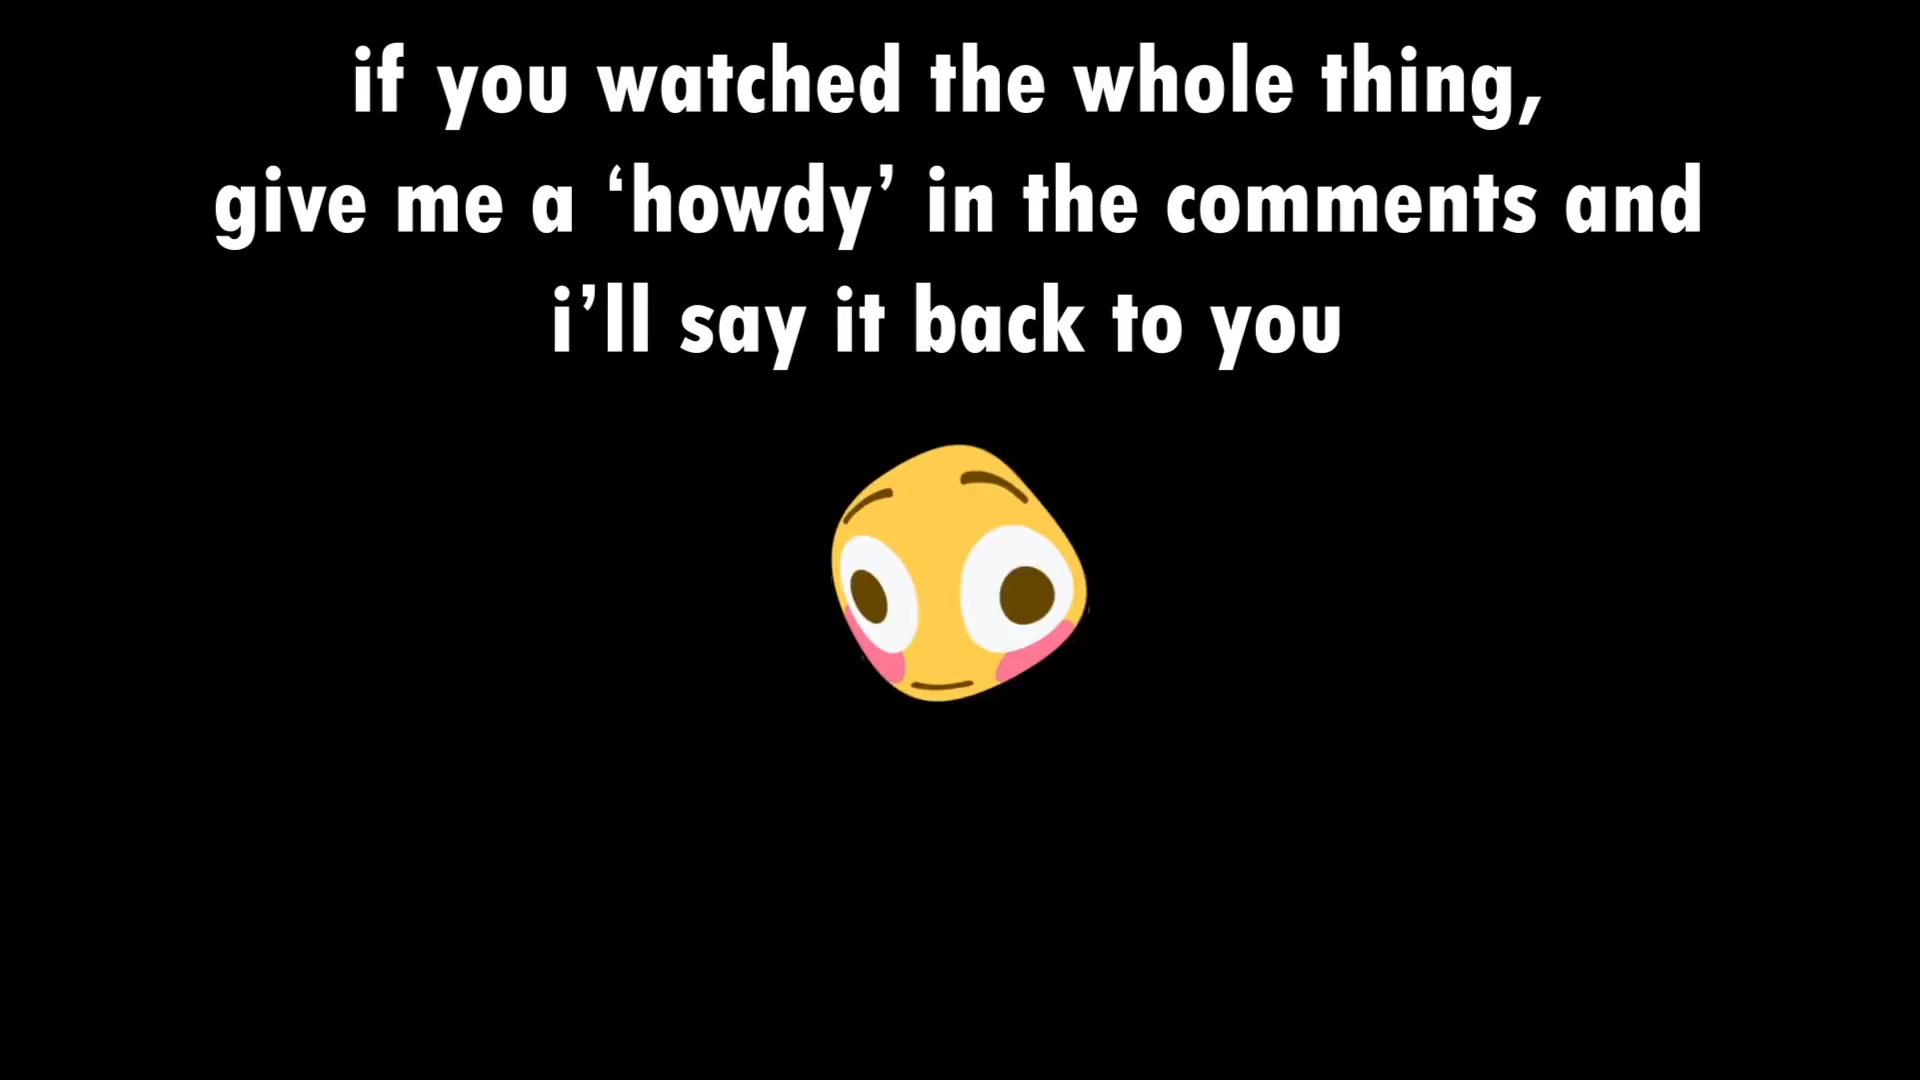 if you watched the whole thing,
give me a ‘howdy’ in the comments and
i’ll say it back to you